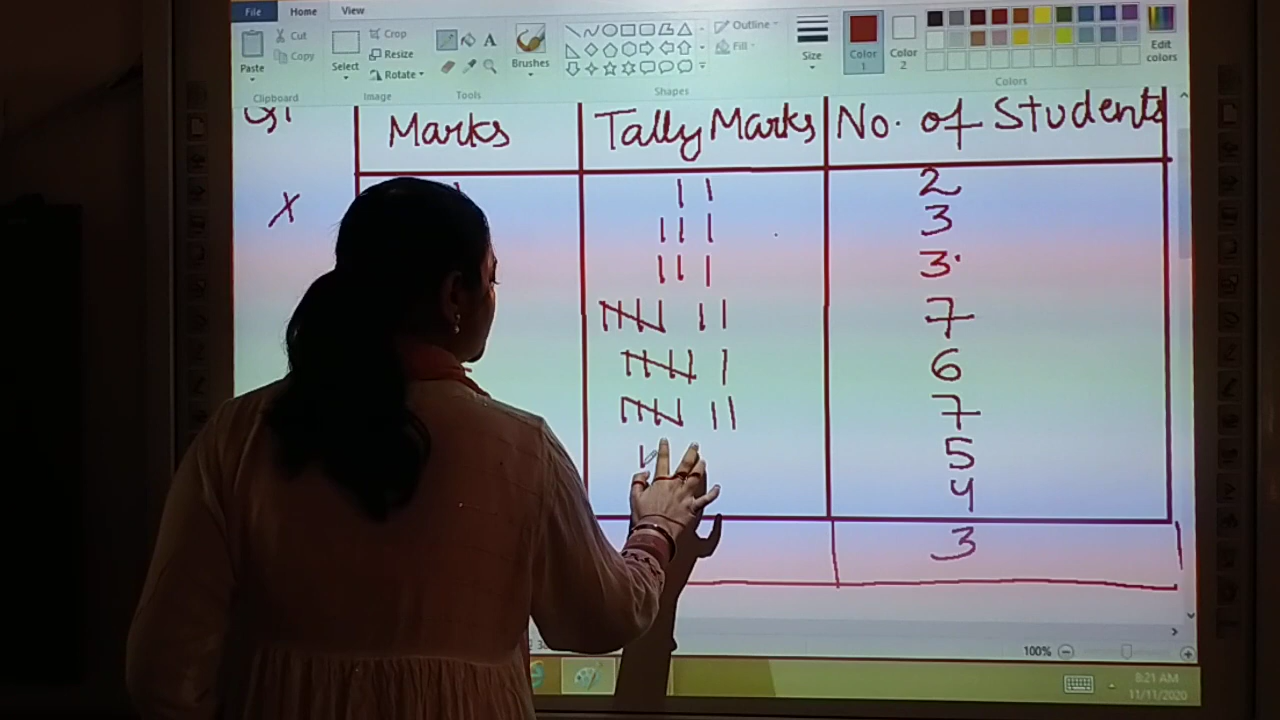 File Home View
Cut
Copy
Paste
Clipboard
Crop
Resize
Rotate
Select
Image
Tools
Brushes
Shapes
Outline
Fill
Size
Color 1
Color 2
Colors
Edit colors
Marks Tally Marks No. of Students
X || 2
||| 3
||| 3
|||| || 7
|||| | 6
|||| || 7
5
4
3
100%
8:21 AM
11/11/2020